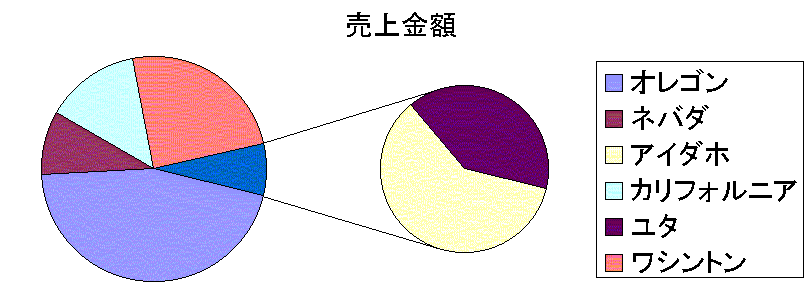 売上金額
オレゴン
ネバダ
アイダホ
カリフォルニア
ユタ
ワシントン